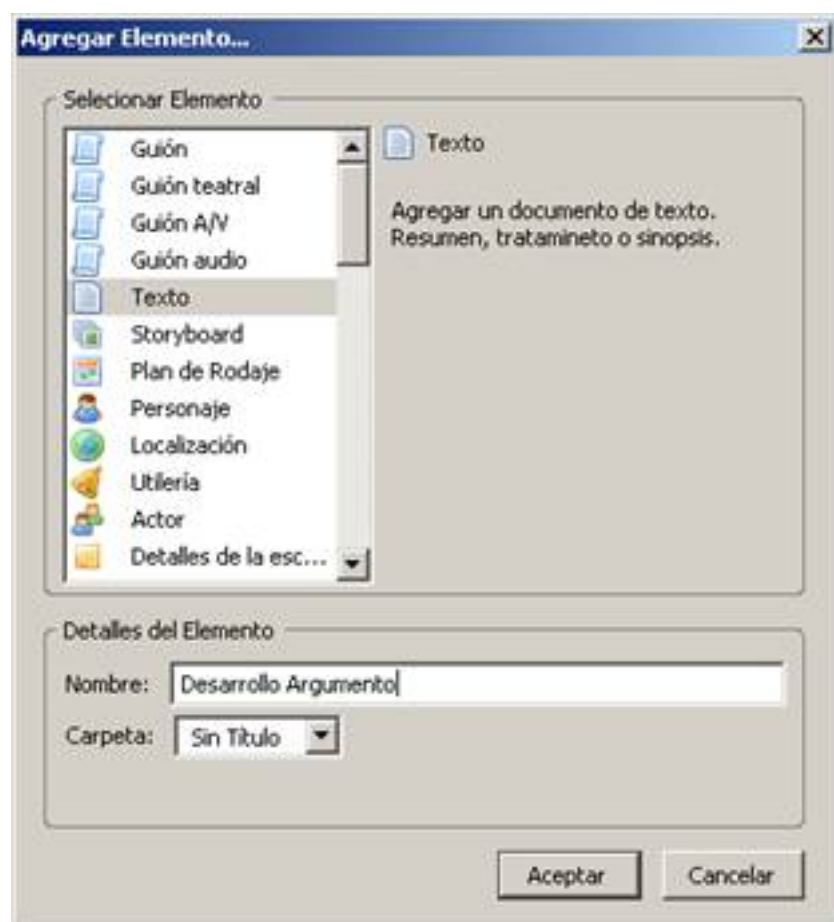 Agregar Elemento...
Selecionar Elemento
Guión
Guión teatral
Guión A/V
Guión audio
Texto
Storyboard
Plan de Rodaje
Personaje
Localización
Utilería
Actor
Detalles de la esc...
Texto
Agregar un documento de texto.
Resumen, tratamineto o sinopsis.
Detalles del Elemento
Nombre: Desarrollo Argumento
Carpeta: Sin Título
Aceptar Cancelar